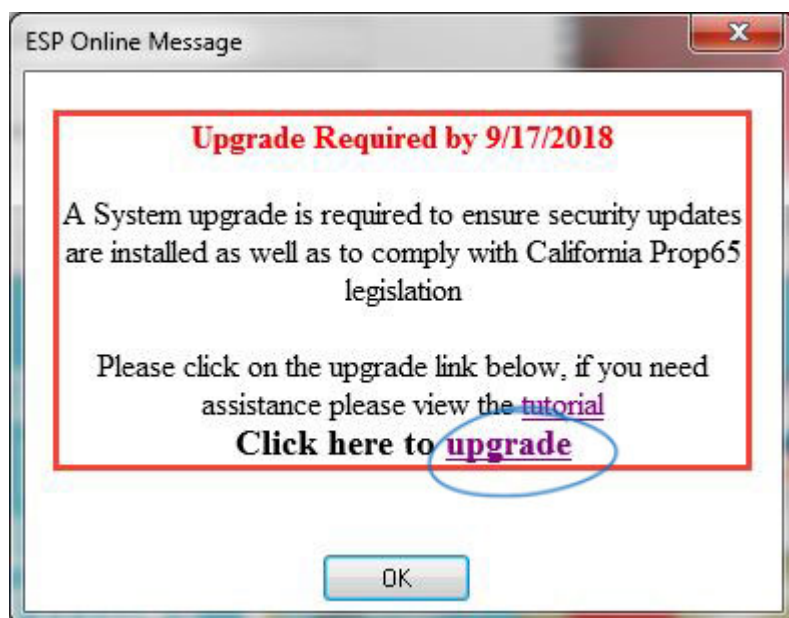 ESP Online Message
Upgrade Required by 9/17/2018
A System upgrade is required to ensure security updates
are installed as well as to comply with California Prop65
legislation
Please click on the upgrade link below, if you need
assistance please view the tutorial
Click here to upgrade
OK